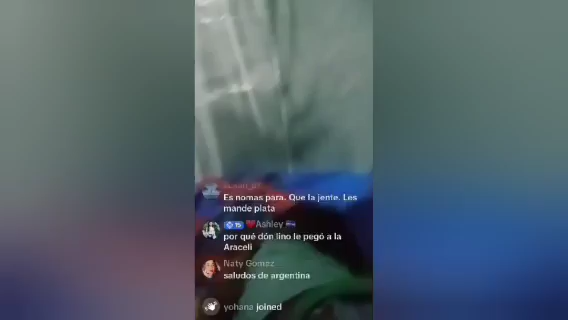 Es nomas para. Que la jente. Les
mande plata
15 Ashley
por qué dón lino le pegó a la
Araceli
Naty Gomez
saludos de argentina
yohana joined